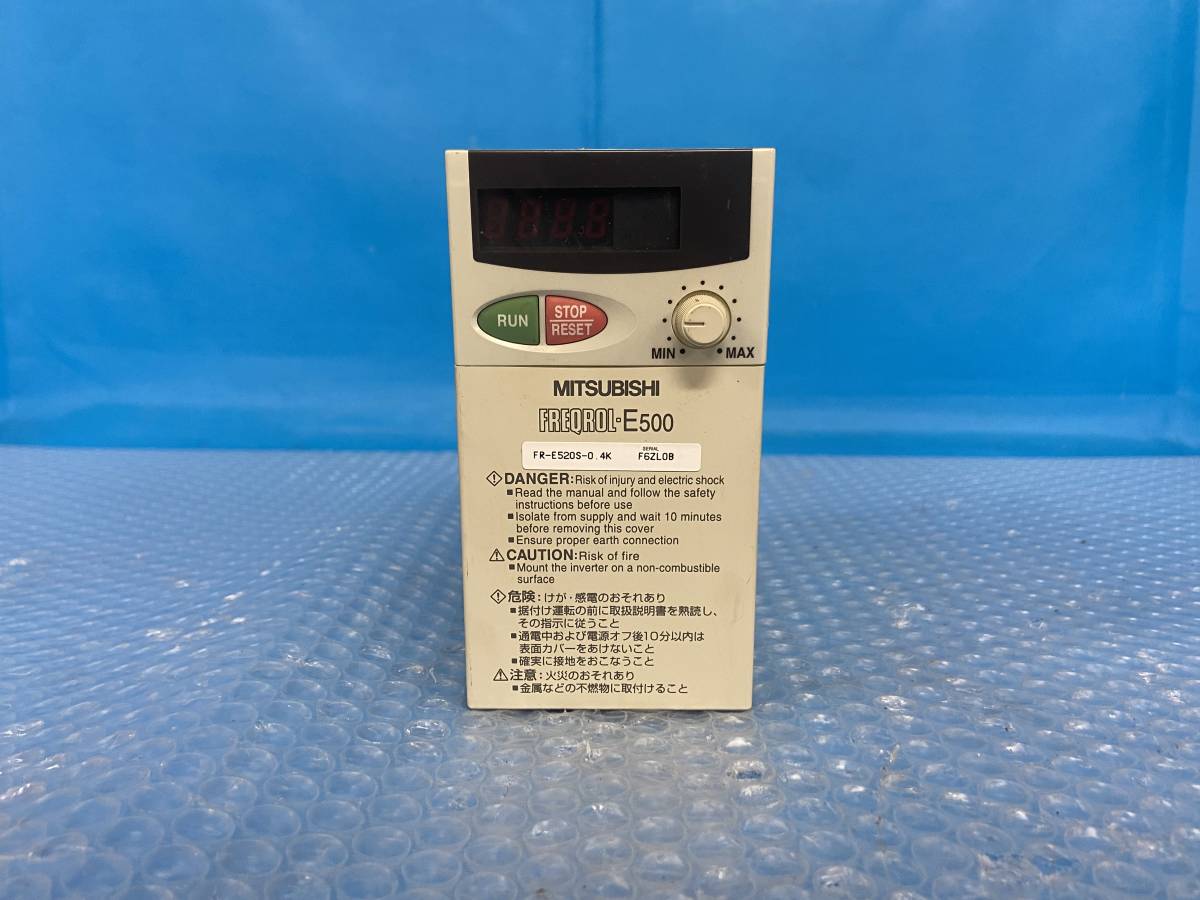 RUN
STOP
RESET
MIN
MAX
MITSUBISHI
FREQROL-E500
SERIAL
FR-E520S-0.4K F6ZL0B
DANGER:Risk of injury and electric shock
■Read the manual and follow the safety
instructions before use
■Isolate from supply and wait 10 minutes
before removing this cover
■Ensure proper earth connection
CAUTION:Risk of fire
■Mount the inverter on a non-combustible
surface
危険：けが・感電のおそれあり
■据付け運転の前に取扱説明書を熟読し、
その指示に従うこと
■通電中および電源オフ後10分以内は
表面カバーをあけないこと
■確実に接地をおこなうこと
注意：火災のおそれあり
■金属などの不燃物に取付けること